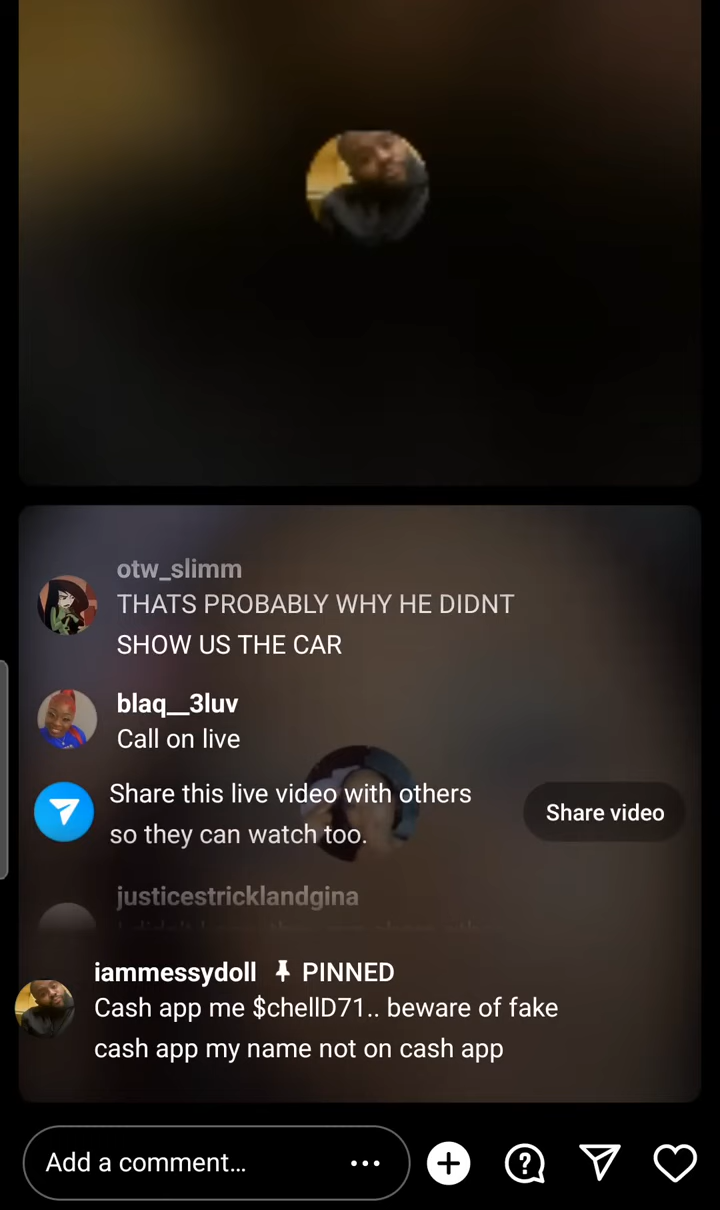 otw_slimm
THATS PROBABLY WHY HE DIDNT
SHOW US THE CAR
blaq__3luv
Call on live
Share this live video with others
so they can watch too.
Share video
justicestricklandgina
iammessydoll PINNED
Cash app me $chellD71.. beware of fake
cash app my name not on cash app
Add a comment...